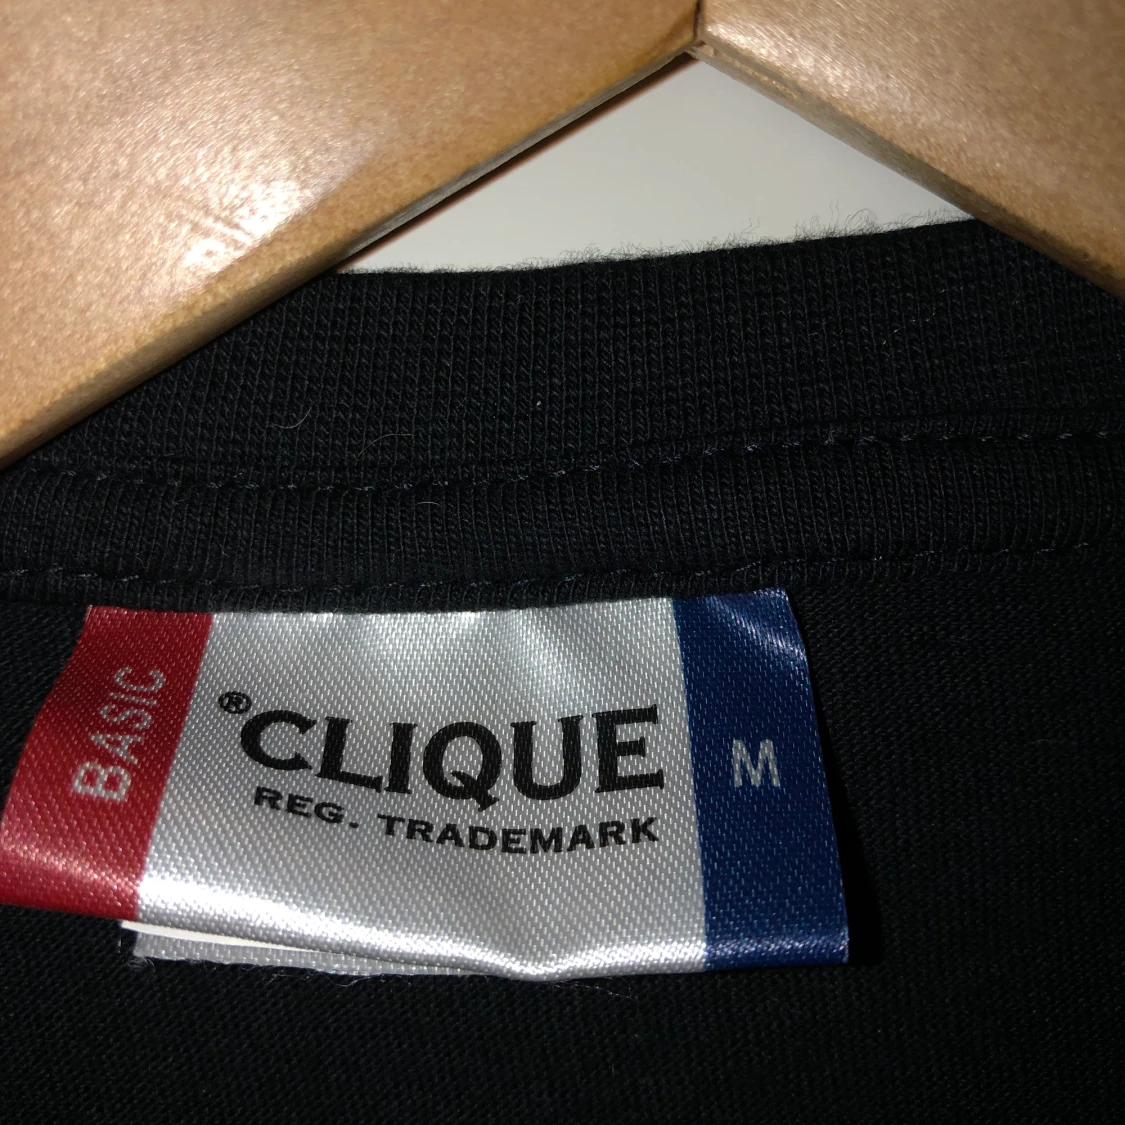 BASIC
®CLIQUE
REG. TRADEMARK
M